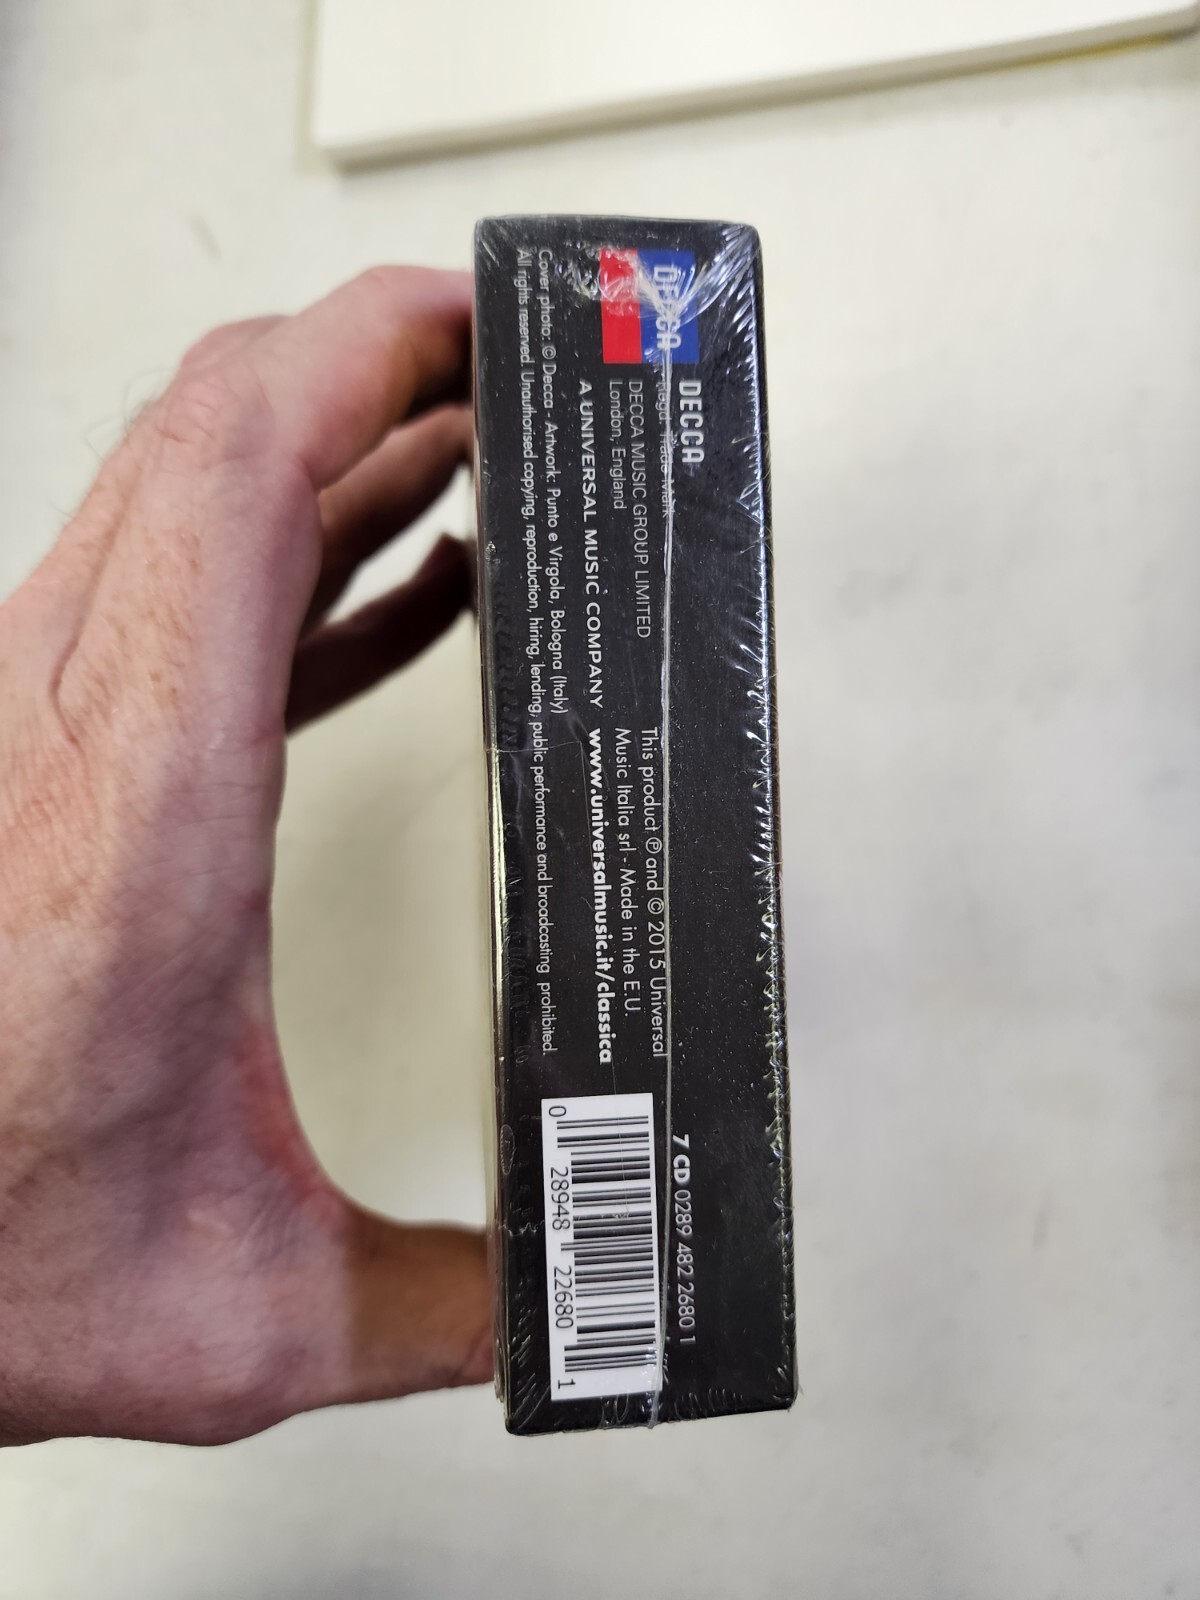 DECCA
DECCA
Regd. Trade Mark
DECCA MUSIC GROUP LIMITED
London, England
A UNIVERSAL MUSIC COMPANY
This product ℗ and © 2015 Universal
Music Italia srl - Made in the E.U.
www.universalmusic.it/classica
Cover photo: © Decca - Artwork: Punto e Virgola, Bologna (Italy)
All rights reserved. Unauthorised copying, reproduction, hiring, lending, public performance and broadcasting prohibited.
7 CD 0289 482 2680 1
0 28948 22680 1